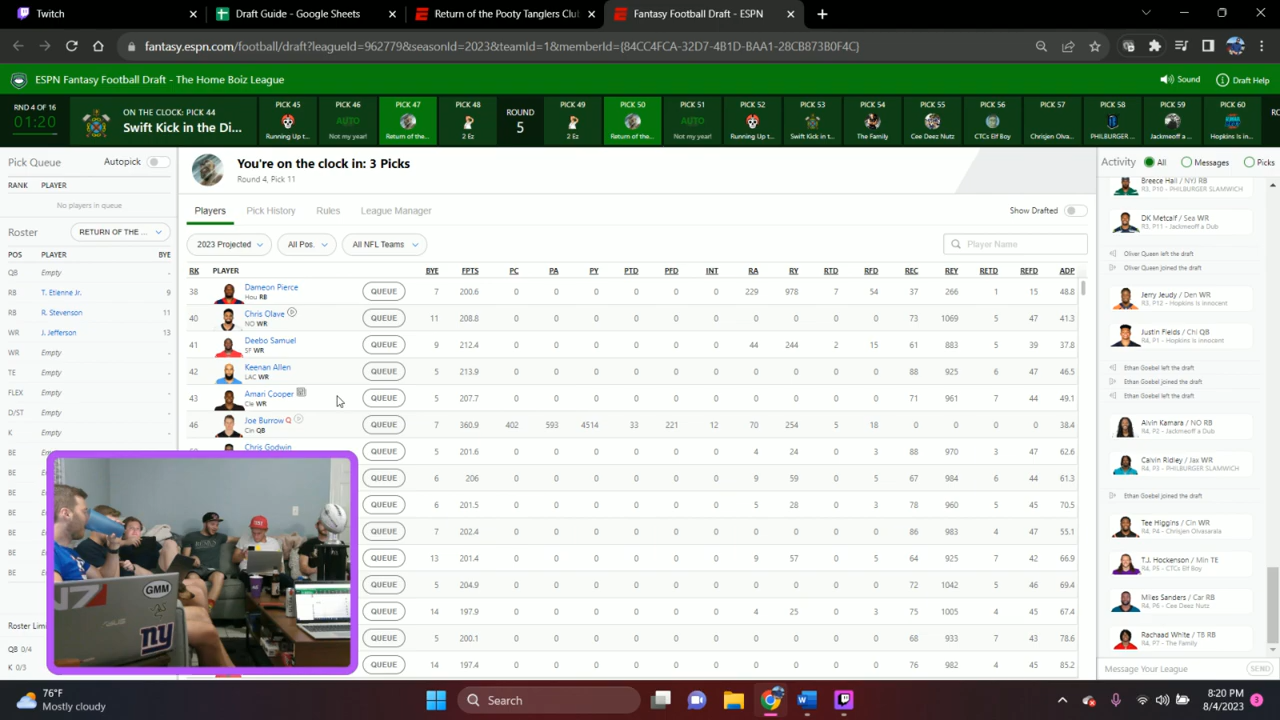 Twitch
Draft Guide - Google Sheets
Return of the Pooty Tanglers Clu
Fantasy Football Draft - ESPN
fantasy.espn.com/football/draft?leagueId=962779&seasonId=2023&teamId=1&memberId={84CC4FCA-32D7-4B1D-BAA1-28CB873B0F4C}
ESPN Fantasy Football Draft - The Home Boiz League
Sound
Draft Help
RND 4 OF 16
01:20
ON THE CLOCK: PICK 44
Swift Kick in the Di...
PICK 45 Running Up t...
PICK 46 AUTO Not my year!
PICK 47 Return of the...
PICK 48 2 Ez
ROUND 5
PICK 49 2 Ez
PICK 50 Return of the...
PICK 51 AUTO Not my year!
PICK 52 Running Up t...
PICK 53 Swift Kick in...
PICK 54 The Family
PICK 55 Cee Deez Nutz
PICK 56 CTCs Elf Boy
PICK 57 Chrisjen Olva...
PICK 58 PHILBURGER...
PICK 59 Jackmeoff a ...
PICK 60 Hopkins Is in...
Pick Queue
Autopick
RANK PLAYER
No players in queue
Roster
RETURN OF THE ...
POS PLAYER BYE
QB Empty -
RB T. Etienne Jr. 9
RB R. Stevenson 11
WR J. Jefferson 13
WR Empty -
TE Empty -
FLEX Empty -
D/ST Empty -
K Empty -
BE
BE
BE
BE
Roster Lim
QB 0/4
K 0/3
You're on the clock in: 3 Picks
Round 4, Pick 11
Players
Pick History
Rules
League Manager
Show Drafted
2023 Projected
All Pos.
All NFL Teams
Player Name
RK PLAYER BYE FPTS PC PA PY PTD PFD INT RA RY RTD RFD REC REY RETD REFD ADP
38 Dameon Pierce Hou RB QUEUE 7 200.6 0 0 0 0 0 0 229 978 7 54 37 266 1 15 48.8
40 Chris Olave NO WR QUEUE 0 0 0 0 0 0 0 0 0 0 73 1069 5 47 41.3
41 Deebo Samuel SF WR QUEUE 0 0 0 0 0 0 44 244 2 15 61 883 5 39 37.8
42 Keenan Allen LAC WR QUEUE 5 213.9 0 0 0 0 0 0 0 0 0 0 88 925 46.5
43 Amari Cooper Cle WR QUEUE 5 0 0 0 0 0 0 0 0 0 0 71 7 44 49.1
46 Joe Burrow Q Cin QB QUEUE 7 402 593 4514 33 254 5 18 0 0 0 0 38.4
Chris Godwin QUEUE 5 201.6 0 0 0 0 0 0 4 24 0 0 88 970 3 47 62.6
QUEUE 5 206 0 0 0 0 0 0 9 59 0 0 67 984 6 44 61.3
QUEUE 6 0 0 0 0 0 0 28 0 0 78 960 5 45 70.5
QUEUE 7 202.4 0 0 0 0 0 0 0 0 0 0 86 983 4 47 55.1
QUEUE 7 201.4 0 0 0 0 0 0 9 57 0 0 64 925 7 42 66.9
QUEUE 0 0 0 0 0 0 0 0 0 0 72 1042 5 46 69.4
QUEUE 14 197.9 0 0 0 0 0 0 4 25 0 0 75 1005 4 45 67.4
QUEUE 5 200.1 0 0 0 0 0 0 0 0 0 0 68 933 7 43 78.6
QUEUE 14 197.4 0 0 0 0 0 0 0 0 0 0 72 982 4 45 85.2
GMM
ny
Activity
All
Messages
Picks
Breece Hall / NYJ RB
R3, P10 - PHILBURGER SLAMWICH
DK Metcalf / Sea WR
R3, P11 - Jackmeoff a Dub
Oliver Queen left the draft
Oliver Queen joined the draft
Jerry Jeudy / Den WR
R3, P12 - Hopkins Is Innocent
Justin Fields / Chi QB
R4, P1 - Hopkins Is Innocent
Ethan Goebel left the draft
Ethan Goebel joined the draft
Ethan Goebel left the draft
Alvin Kamara / NO RB
R4, P2 - Jackmeoff a Dub
Calvin Ridley / Jax WR
R4, P3 - PHILBURGER SLAMWICH
Ethan Goebel joined the draft
Tee Higgins / Cin WR
R4, P4 - Chrisjen Olvasarata
T.J. Hockenson / Min TE
R4, P5 - CTCs Elf Boy
Miles Sanders / Car RB
R4, P6 - Cee Deez Nutz
Rachaad White / TB RB
R4, P7 - The Family
Message Your League
SEND
76°F
Mostly cloudy
Search
8:20 PM
8/4/2023
3